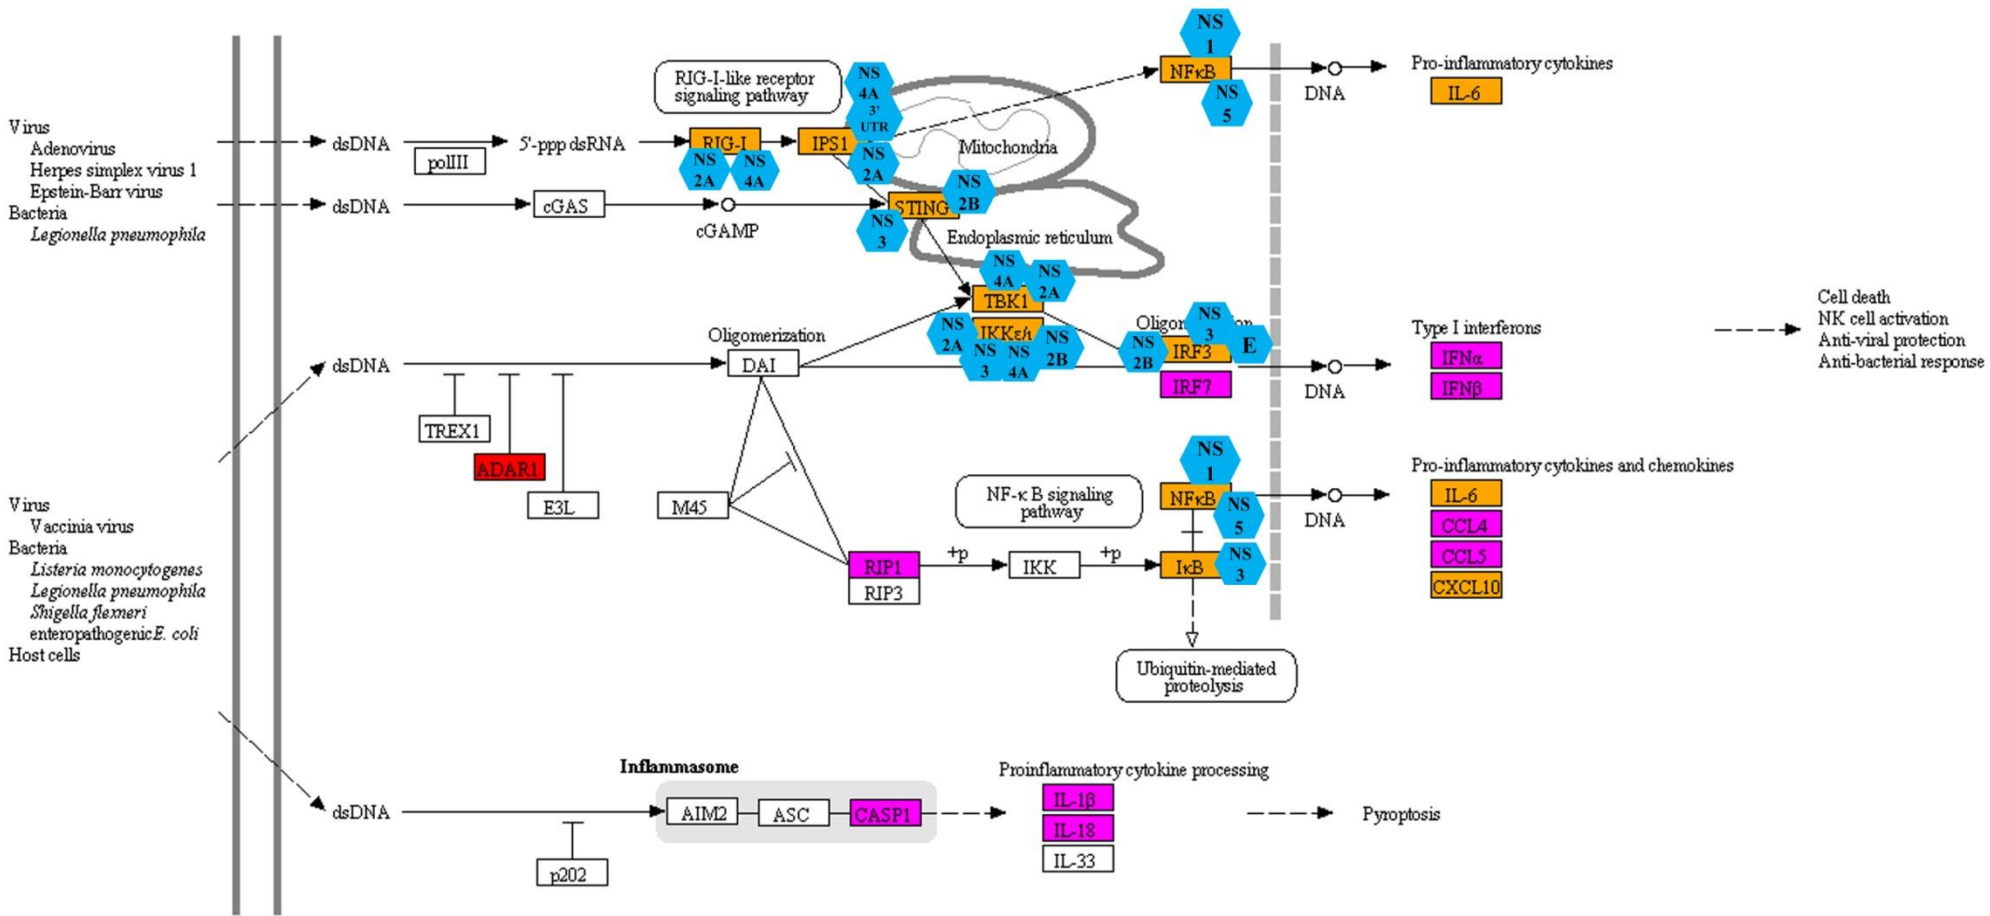 NS
1
NFκB
NS
5
DNA
Pro-inflammatory cytokines
IL-6
RIG-I-like receptor
signaling pathway
NS
4A
3'
UTR
Mitochondria
Virus
Adenovirus
Herpes simplex virus 1
Epstein-Barr virus
Bacteria
Legionella pneumophila
dsDNA
polIII
5'-ppp dsRNA
RIG-I
NS
2A
NS
4A
IPS1
NS
2A
dsDNA
cGAS
cGAMP
STING
NS
2B
NS
3
Endoplasmic reticulum
NS
4A
NS
2A
TBK1
IKKε/ι
NS
2A
NS
3
NS
4A
NS
2B
Oligomerization
DAI
dsDNA
NS
3
E
NS
2B
IRF3
IRF7
DNA
Type I interferons
IFNα
IFNβ
Cell death
NK cell activation
Anti-viral protection
Anti-bacterial response
TREX1
ADAR1
E3L
M45
NF-κ B signaling
pathway
NS
1
NFκB
NS
5
DNA
Pro-inflammatory cytokines and chemokines
IL-6
CCL4
CCL5
CXCL10
Virus
Vaccinia virus
Bacteria
Listeria monocytogenes
Legionella pneumophila
Shigella flexneri
enteropathogenic E. coli
Host cells
RIP1
RIP3
+p
IKK
+p
IκB
NS
3
Ubiquitin-mediated
proteolysis
Inflammasome
dsDNA
AIM2
ASC
CASP1
p202
Proinflammatory cytokine processing
IL-1β
IL-18
IL-33
Pyroptosis